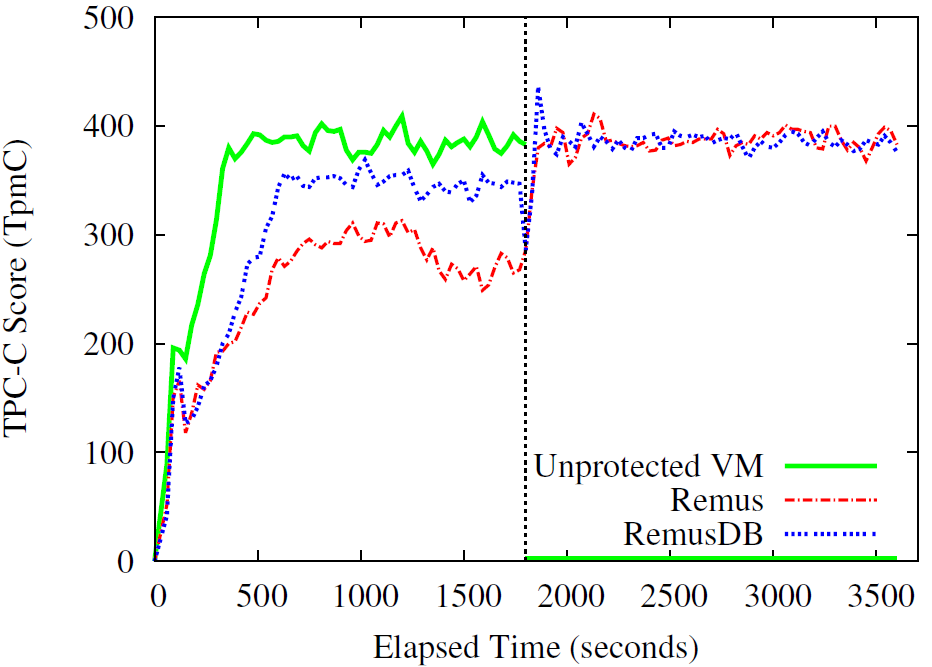 500
400
300
200
100
0
TPC-C Score (TpmC)
Unprotected VM
Remus
RemusDB
0 500 1000 1500 2000 2500 3000 3500
Elapsed Time (seconds)